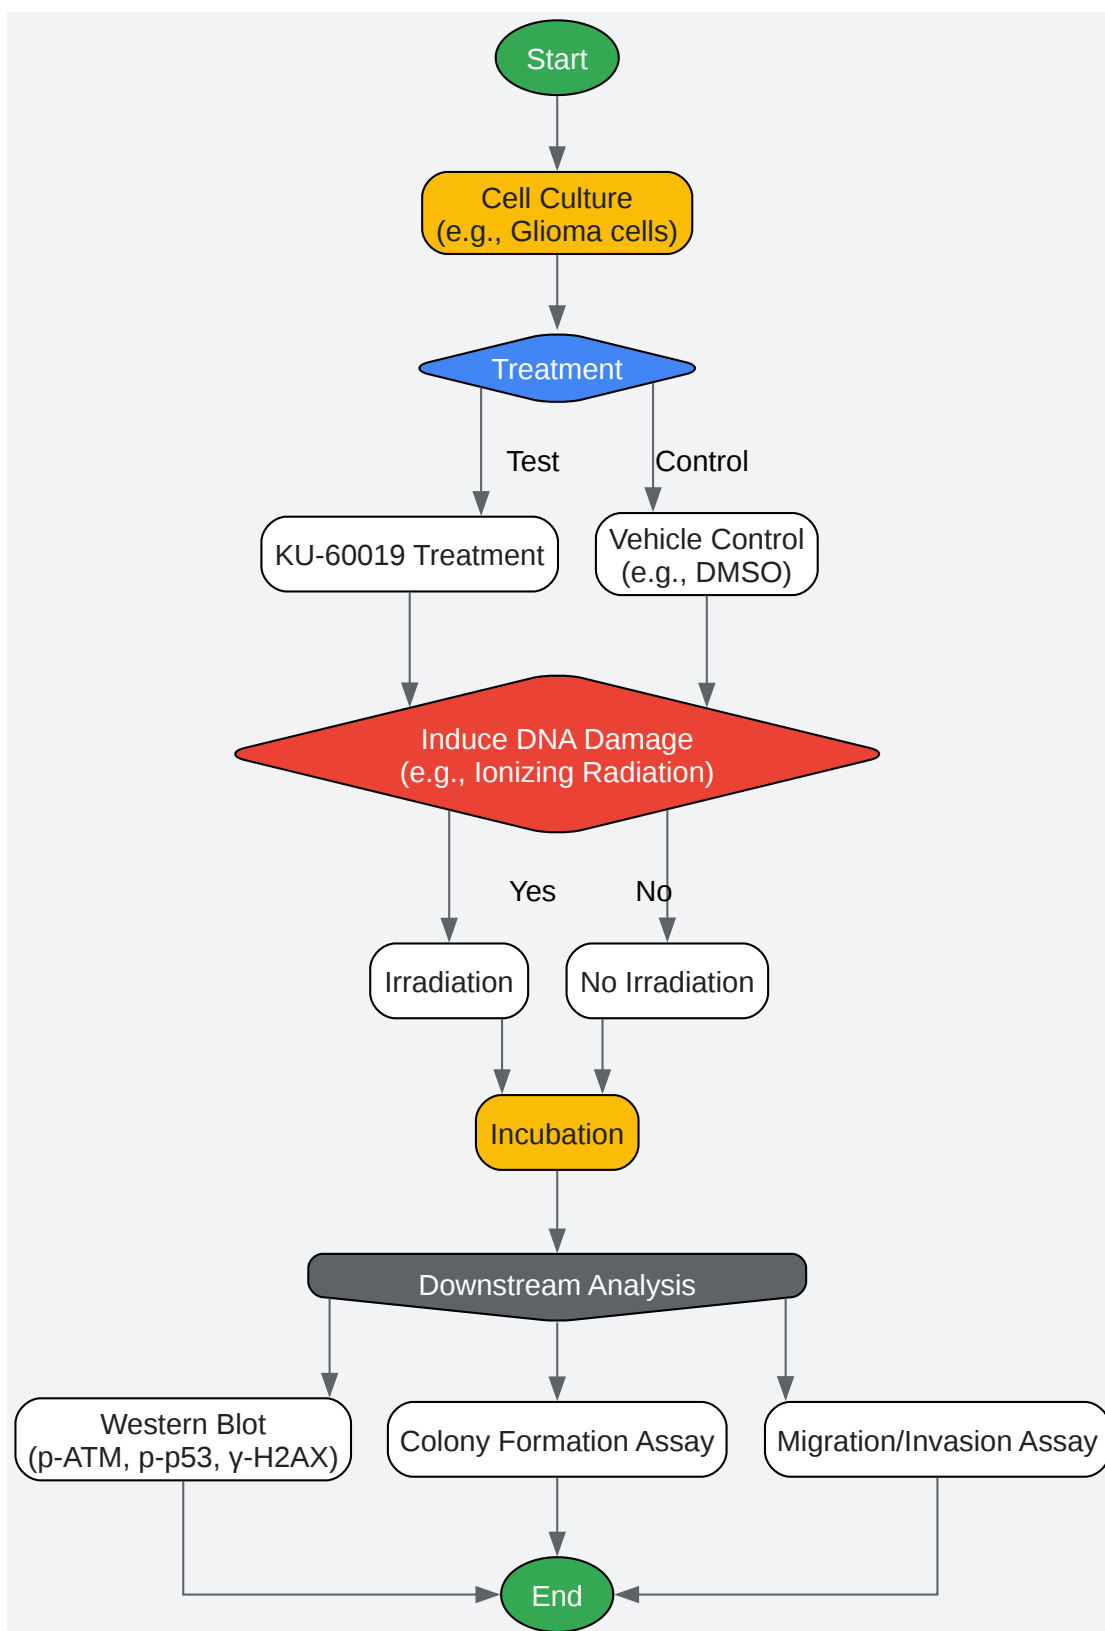 Start
Cell Culture
(e.g., Glioma cells)
Treatment
Test
Control
KU-60019 Treatment
Vehicle Control
(e.g., DMSO)
Induce DNA Damage
(e.g., Ionizing Radiation)
Yes
No
Irradiation
No Irradiation
Incubation
Downstream Analysis
Western Blot
(p-ATM, p-p53, γ-H2AX)
Colony Formation Assay
Migration/Invasion Assay
End